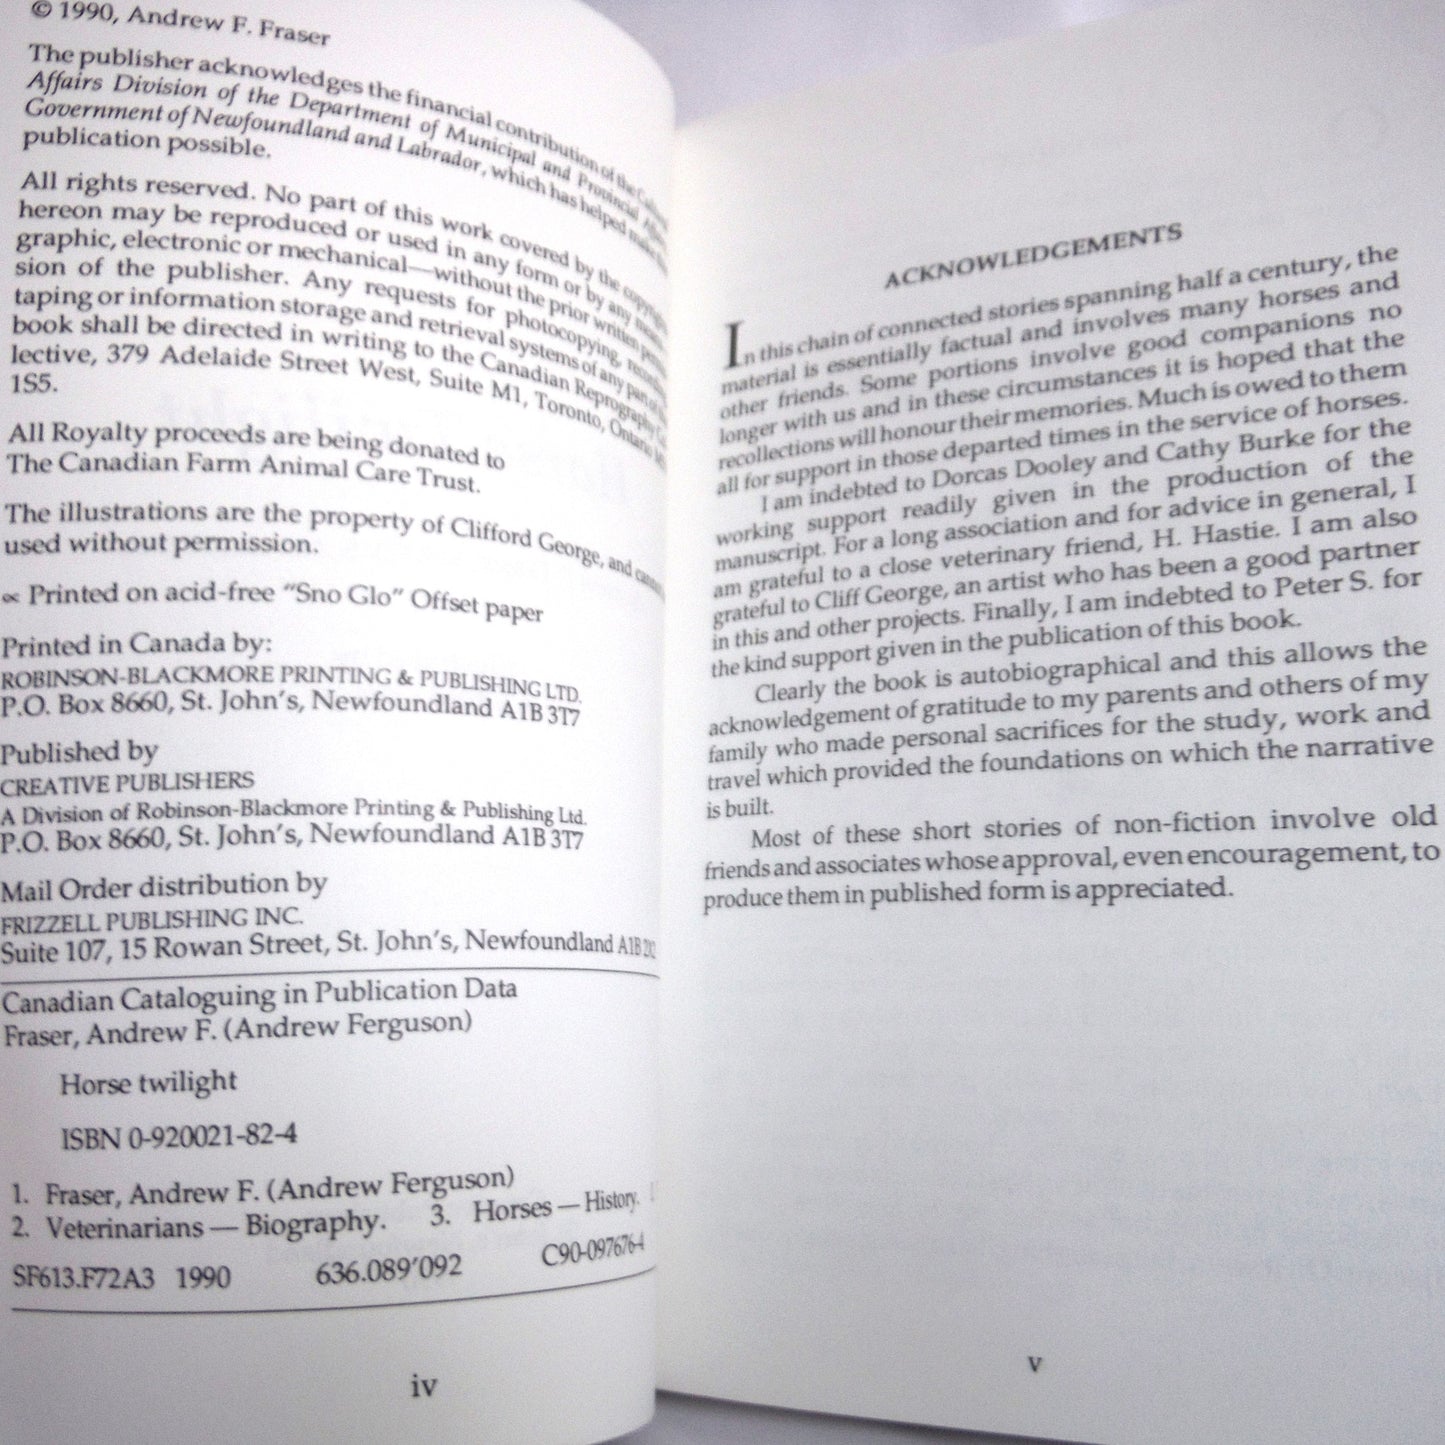 © 1990, Andrew F. Fraser
The publisher acknowledges the financial contribution of the
Affairs Division of the Department of Municipal and Provincial
Government of Newfoundland and Labrador, which has helped make
publication possible.
All rights reserved. No part of this work covered by the
hereon may be reproduced or used in any form or by any
graphic, electronic or mechanical—without the prior written
sion of the publisher. Any requests for photocopying,
taping or information storage and retrieval systems of any part of
book shall be directed in writing to the Canadian Reprography
lective, 379 Adelaide Street West, Suite M1, Toronto,
1S5.
All Royalty proceeds are being donated to
The Canadian Farm Animal Care Trust.
The illustrations are the property of Clifford George, and
used without permission.
∝ Printed on acid-free “Sno Glo” Offset paper
Printed in Canada by:
ROBINSON-BLACKMORE PRINTING & PUBLISHING LTD.
P.O. Box 8660, St. John’s, Newfoundland A1B 3T7
Published by
CREATIVE PUBLISHERS
A Division of Robinson-Blackmore Printing & Publishing Ltd.
P.O. Box 8660, St. John’s, Newfoundland A1B 3T7
Mail Order distribution by
FRIZZELL PUBLISHING INC.
Suite 107, 15 Rowan Street, St. John’s, Newfoundland A1B
Canadian Cataloguing in Publication Data
Fraser, Andrew F. (Andrew Ferguson)
Horse twilight
ISBN 0-920021-82-4
1. Fraser, Andrew F. (Andrew Ferguson)
2. Veterinarians — Biography. 3. Horses — History.
SF613.F72A3 1990 636.089’092 C90-097676-4
iv
ACKNOWLEDGEMENTS
In this chain of connected stories spanning half a century, the
material is essentially factual and involves many horses and
other friends. Some portions involve good companions no
longer with us and in these circumstances it is hoped that the
recollections will honour their memories. Much is owed to them
all for support in those departed times in the service of horses.
I am indebted to Dorcas Dooley and Cathy Burke for the
working support readily given in the production of the
manuscript. For a long association and for advice in general, I
am grateful to a close veterinary friend, H. Hastie. I am also
grateful to Cliff George, an artist who has been a good partner
in this and other projects. Finally, I am indebted to Peter S. for
the kind support given in the publication of this book.
Clearly the book is autobiographical and this allows the
acknowledgement of gratitude to my parents and others of my
family who made personal sacrifices for the study, work and
travel which provided the foundations on which the narrative
is built.
Most of these short stories of non-fiction involve old
friends and associates whose approval, even encouragement, to
produce them in published form is appreciated.
v